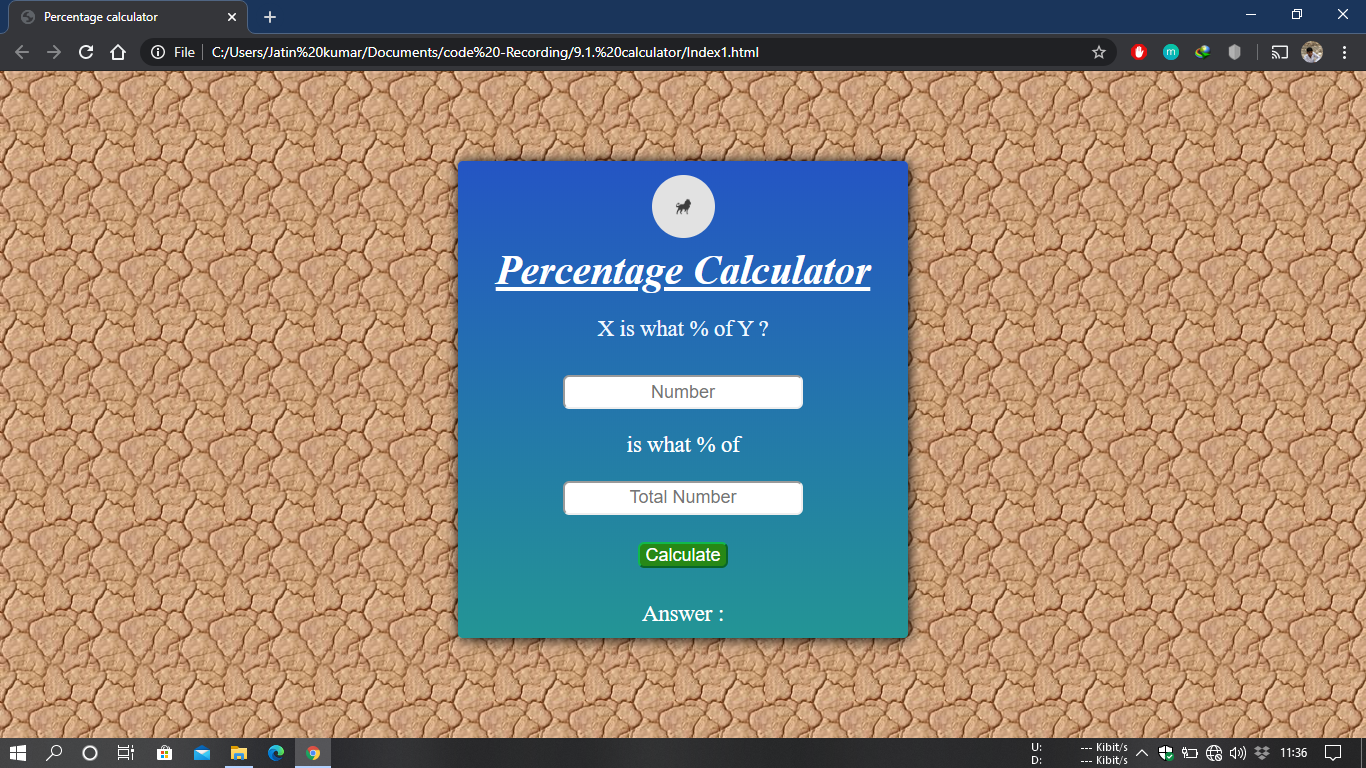 Percentage calculator
File C:/Users/Jatin%20kumar/Documents/code%20-Recording/9.1.%20calculator/Index1.html
m
Percentage Calculator
X is what % of Y ?
Number
is what % of
Total Number
Calculate
Answer :
U: --- Kibit/s
D: --- Kibit/s
11:36